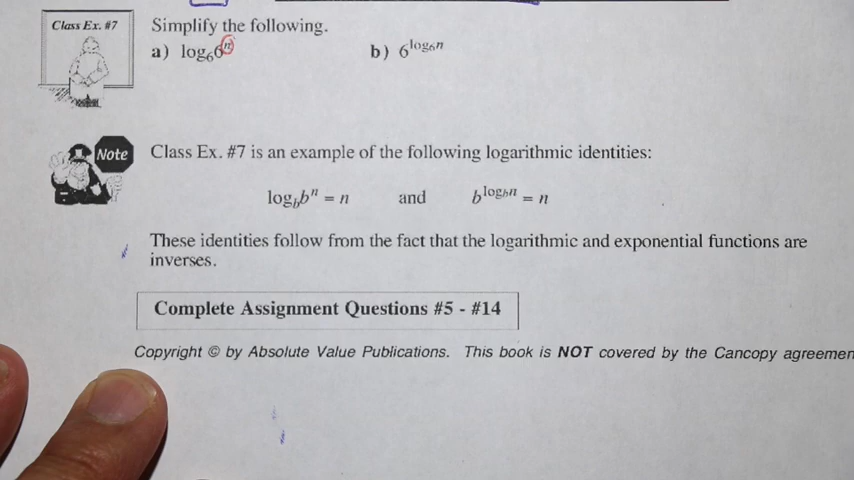 Class Ex. #7
Simplify the following.
a) log₆6ⁿ b) 6^log₆n
Note
Class Ex. #7 is an example of the following logarithmic identities:
log_b bⁿ = n and b^log_b n = n
These identities follow from the fact that the logarithmic and exponential functions are
inverses.
Complete Assignment Questions #5 - #14
Copyright © by Absolute Value Publications. This book is NOT covered by the Cancopy agreemen